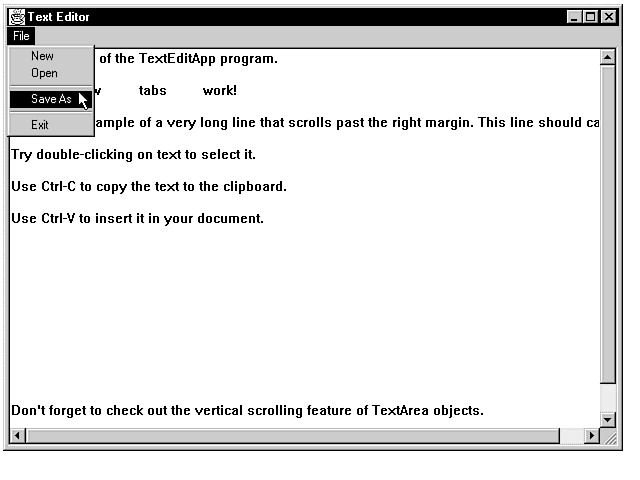 Text Editor
File
New
Open
Save As
Exit
of the TextEditApp program.
tabs work!
ample of a very long line that scrolls past the right margin. This line should ca
Try double-clicking on text to select it.
Use Ctrl-C to copy the text to the clipboard.
Use Ctrl-V to insert it in your document.
Don't forget to check out the vertical scrolling feature of TextArea objects.